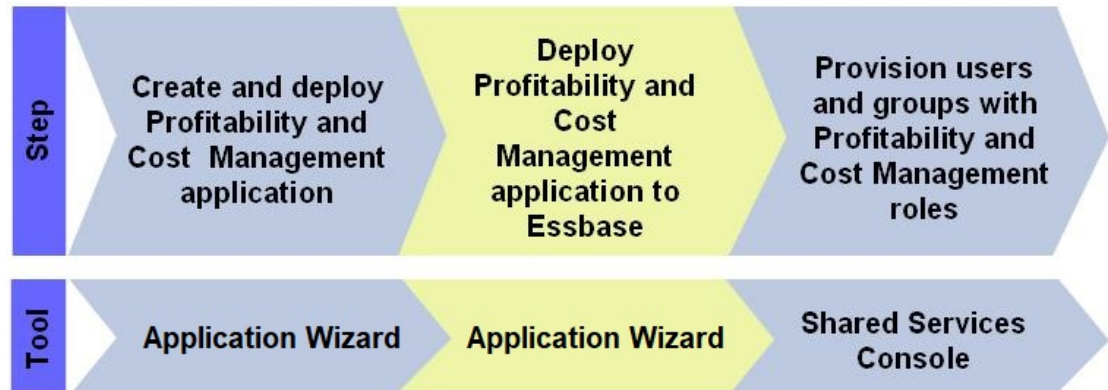 Step
Create and deploy
Profitability and
Cost Management
application
Deploy
Profitability and
Cost
Management
application to
Essbase
Provision users
and groups with
Profitability and
Cost Management
roles
Tool
Application Wizard
Application Wizard
Shared Services
Console